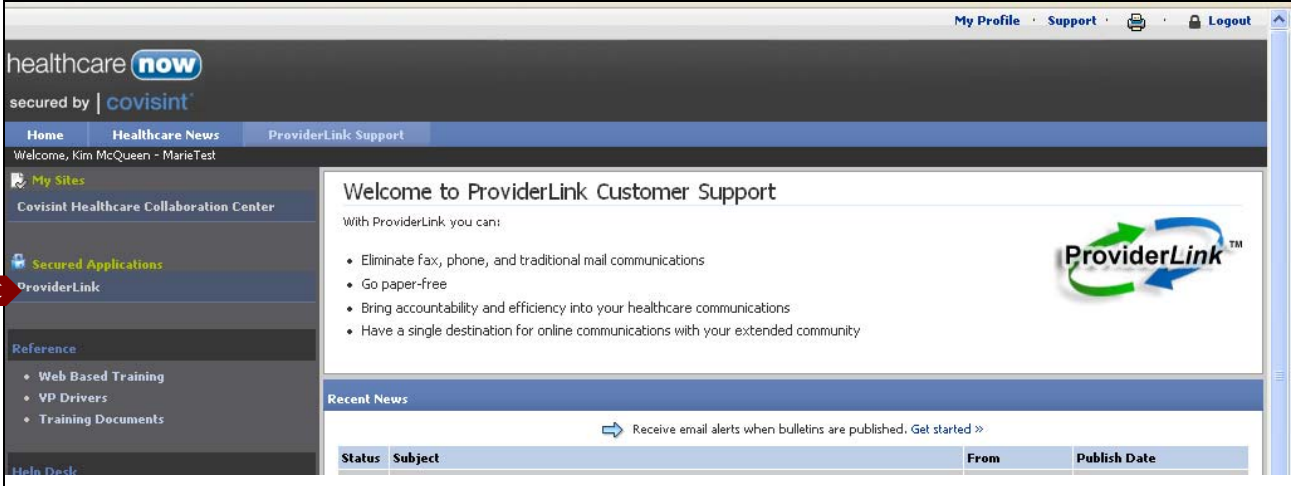 My Profile · Support · · Logout
healthcare now
secured by | covisint
Home Healthcare News ProviderLink Support
Welcome, Kim McQueen - MarieTest
My Sites
Covisint Healthcare Collaboration Center
Secured Applications
ProviderLink
Reference
• Web Based Training
• VP Drivers
• Training Documents
Help Desk
Welcome to ProviderLink Customer Support
With ProviderLink you can:
• Eliminate fax, phone, and traditional mail communications
• Go paper-free
• Bring accountability and efficiency into your healthcare communications
• Have a single destination for online communications with your extended community
ProviderLink™
Recent News
Receive email alerts when bulletins are published. Get started »
Status Subject From Publish Date